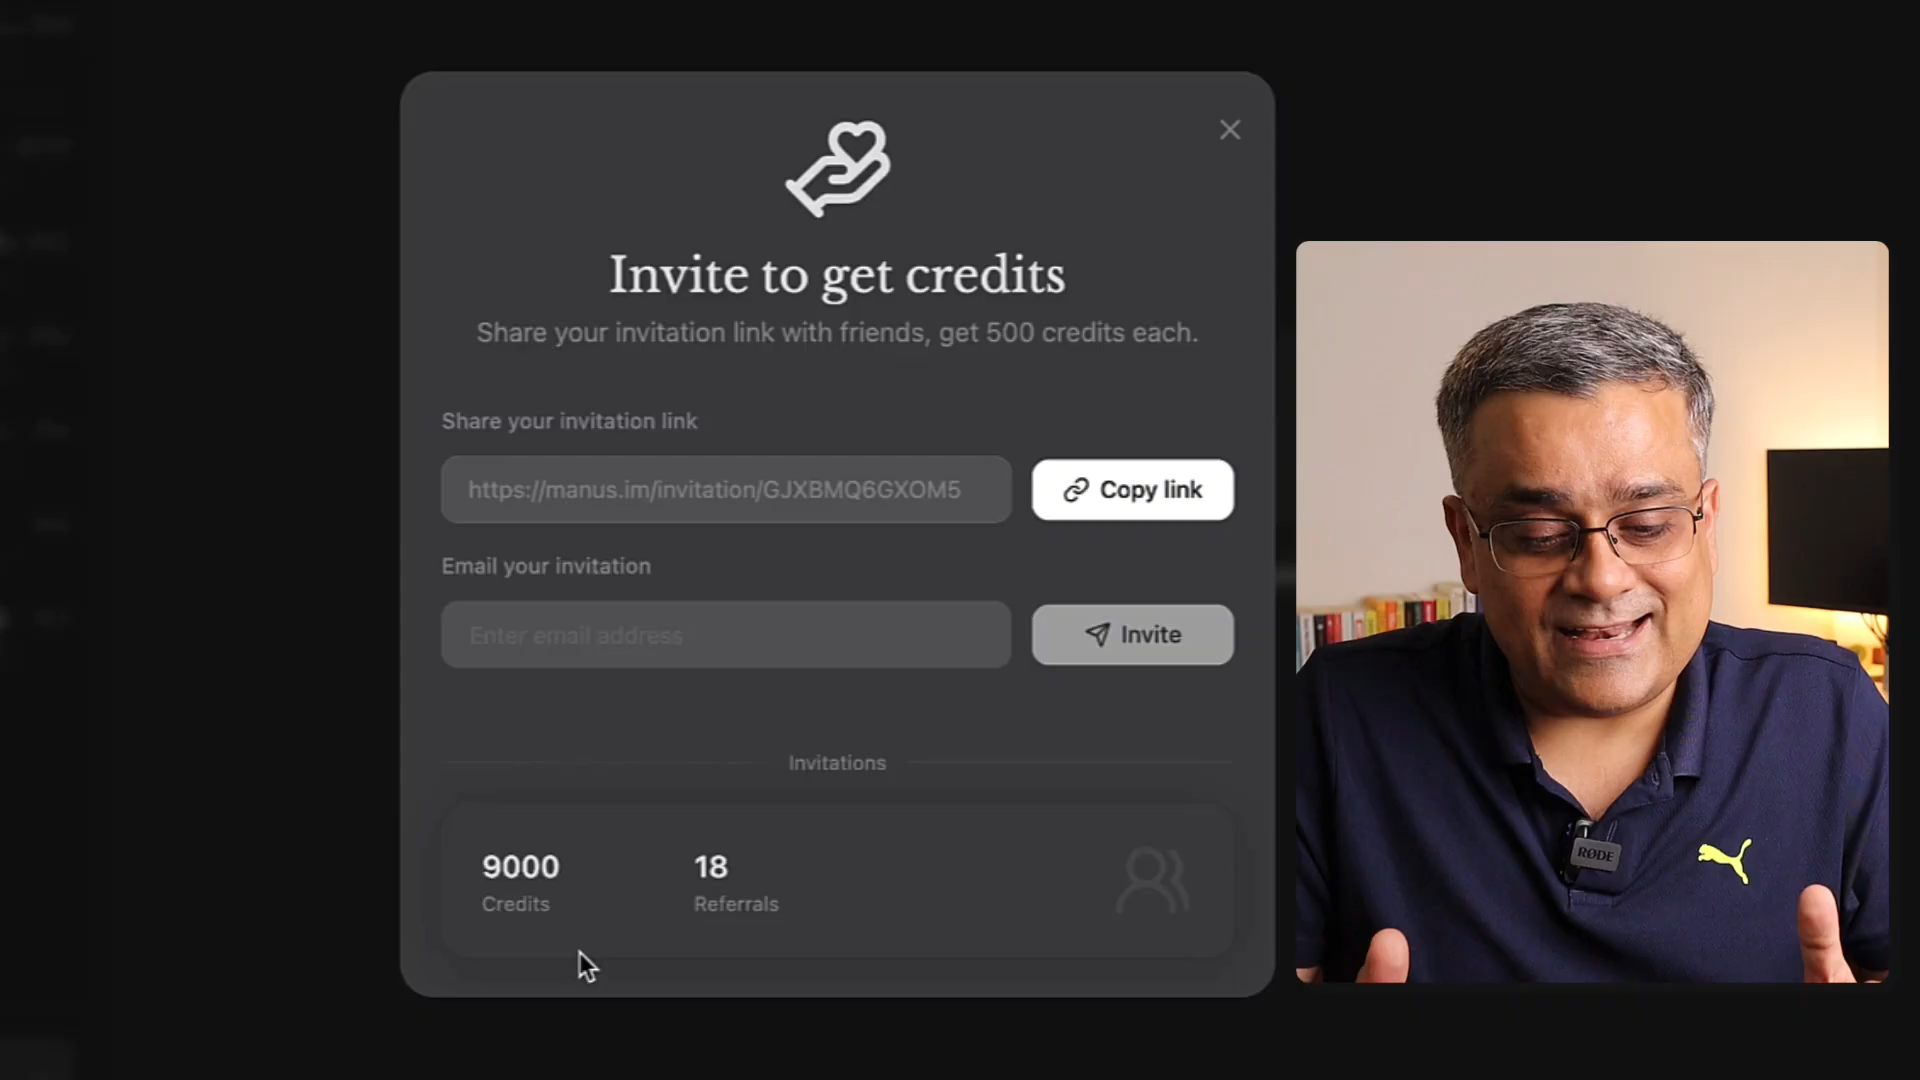 Invite to get credits
Share your invitation link with friends, get 500 credits each.
Share your invitation link
https://manus.im/invitation/GJXBMQ6GXOM5
Copy link
Email your invitation
Enter email address
Invite
Invitations
9000
18
Credits
Referrals
RØDE